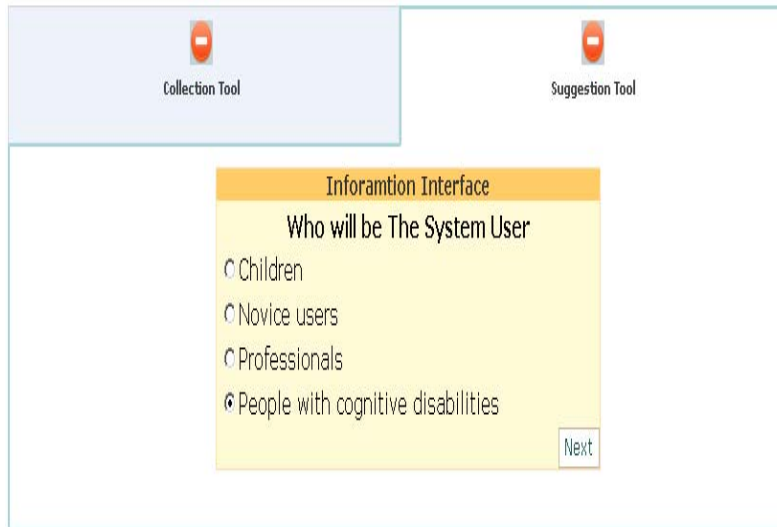 Collection Tool
Suggestion Tool
Inforamtion Interface
Who will be The System User
Children
Novice users
Professionals
People with cognitive disabilities
Next